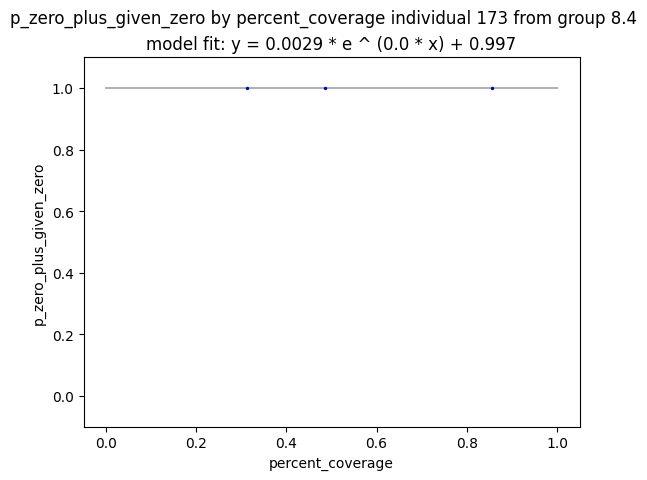 p_zero_plus_given_zero by percent_coverage individual 173 from group 8.4
model fit: y = 0.0029 * e ^ (0.0 * x) + 0.997
1.0
0.8
0.6
0.4
0.2
0.0
p_zero_plus_given_zero
0.0 0.2 0.4 0.6 0.8 1.0
percent_coverage